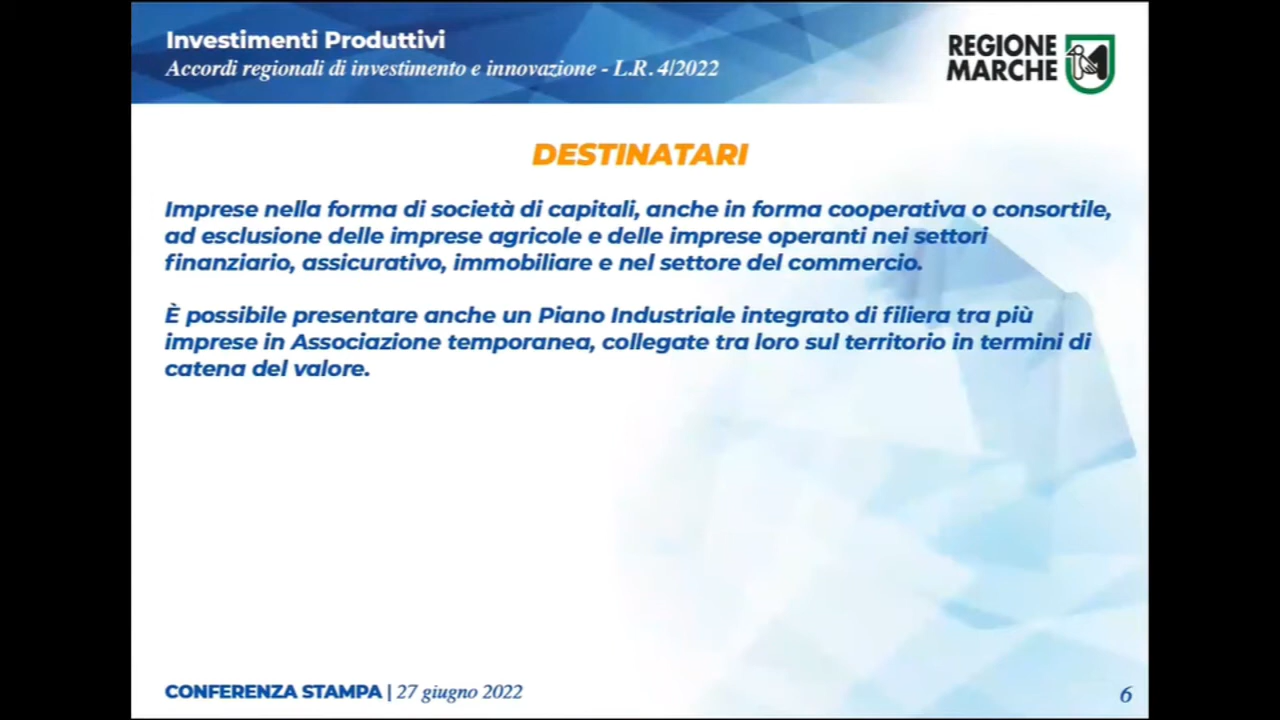 Investimenti Produttivi
Accordi regionali di investimento e innovazione - L.R. 4/2022
REGIONE
MARCHE
DESTINATARI
Imprese nella forma di società di capitali, anche in forma cooperativa o consortile,
ad esclusione delle imprese agricole e delle imprese operanti nei settori
finanziario, assicurativo, immobiliare e nel settore del commercio.
È possibile presentare anche un Piano Industriale integrato di filiera tra più
imprese in Associazione temporanea, collegate tra loro sul territorio in termini di
catena del valore.
CONFERENZA STAMPA | 27 giugno 2022
6